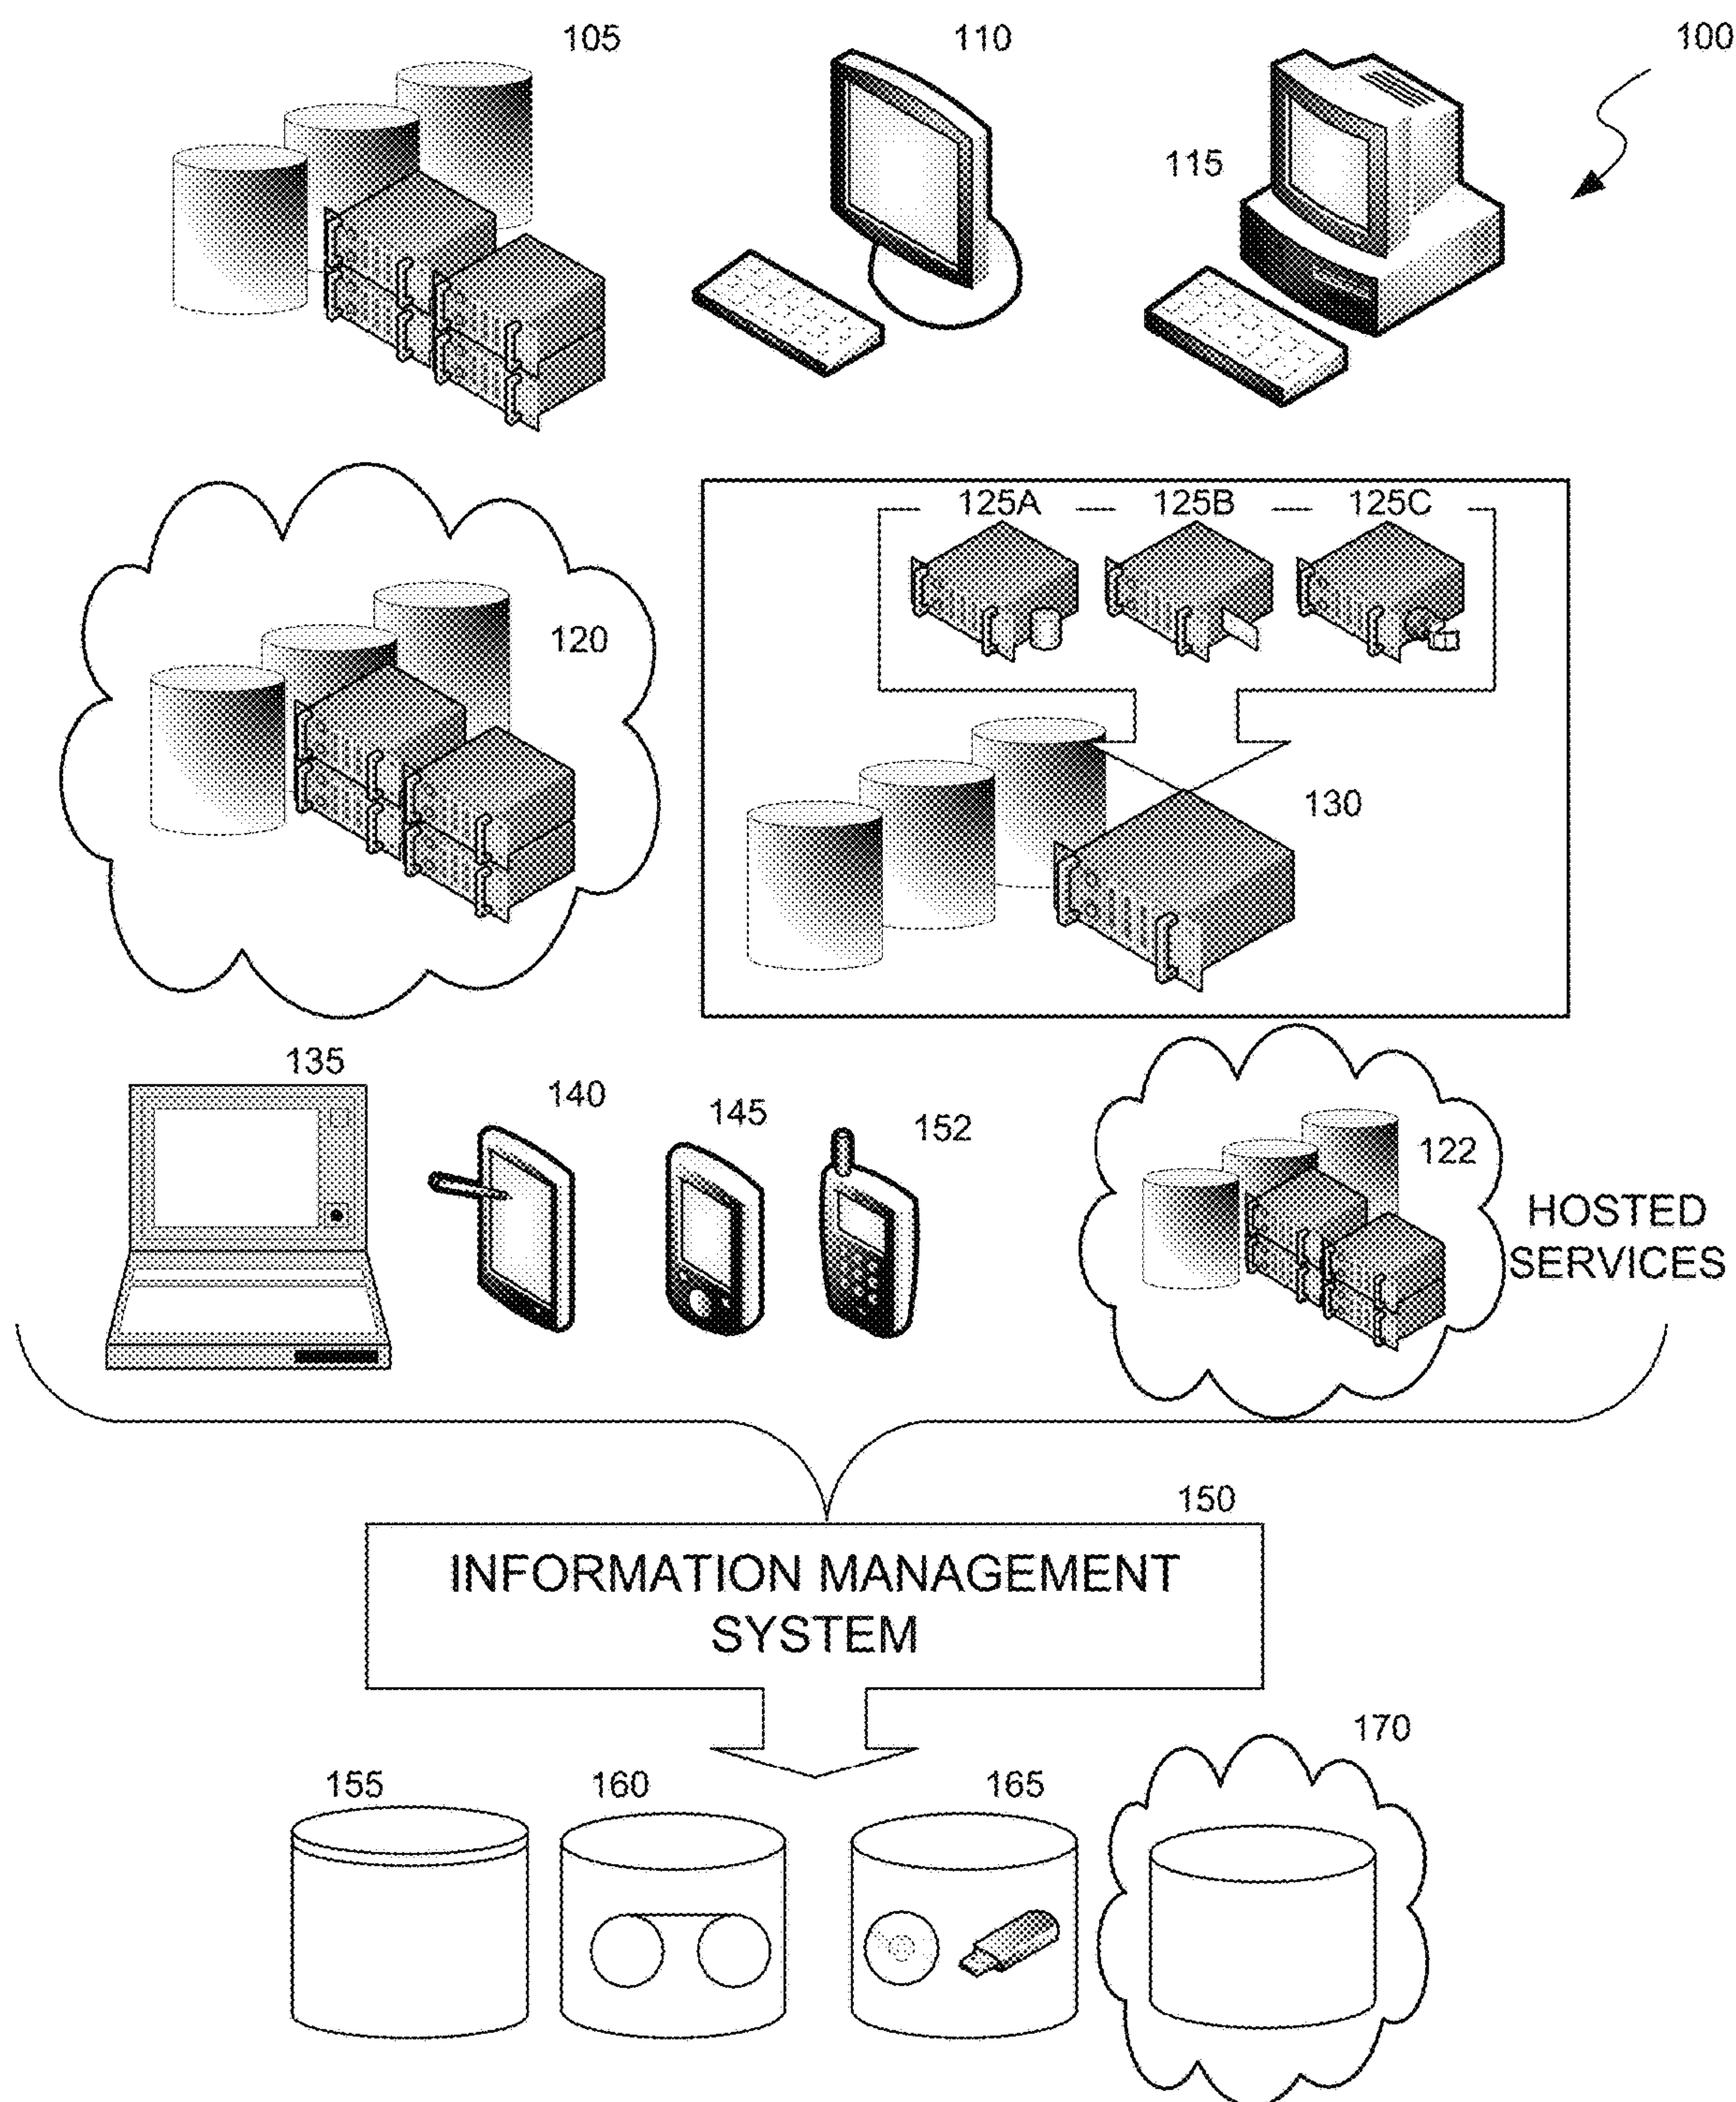 105
110
100
115
125A
125B
125C
120
130
135
140
145
152
122
HOSTED
SERVICES
150
INFORMATION MANAGEMENT
SYSTEM
170
155
160
165